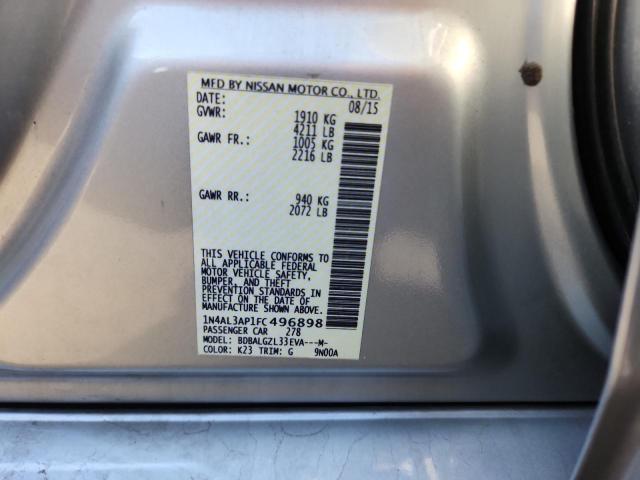 MFD BY NISSAN MOTOR CO., LTD.
DATE: 08/15
GVWR: 1910 KG
4211 LB
GAWR FR.: 1005 KG
2216 LB
GAWR RR.: 940 KG
2072 LB
THIS VEHICLE CONFORMS TO
ALL APPLICABLE FEDERAL
MOTOR VEHICLE SAFETY,
BUMPER, AND THEFT
PREVENTION STANDARDS IN
EFFECT ON THE DATE OF
MANUFACTURE SHOWN ABOVE.
1N4AL3AP1FC496898
PASSENGER CAR 278
MODEL: BDBALGZL33EVA---M-
COLOR: K23 TRIM: G 9N00A